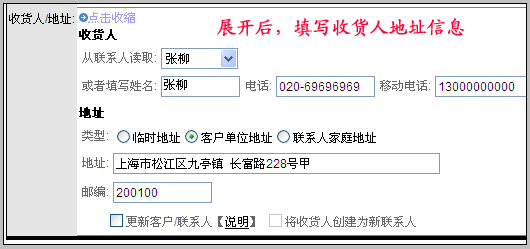 收货人/地址: 点击收缩
展开后，填写收货人地址信息
收货人
从联系人读取: 张柳
或者填写姓名: 张柳 电话: 020-69696969 移动电话: 13000000000
地址
类型: 临时地址 客户单位地址 联系人家庭地址
地址: 上海市松江区九亭镇 长富路228号甲
邮编: 200100
更新客户/联系人【说明】 将收货人创建为新联系人